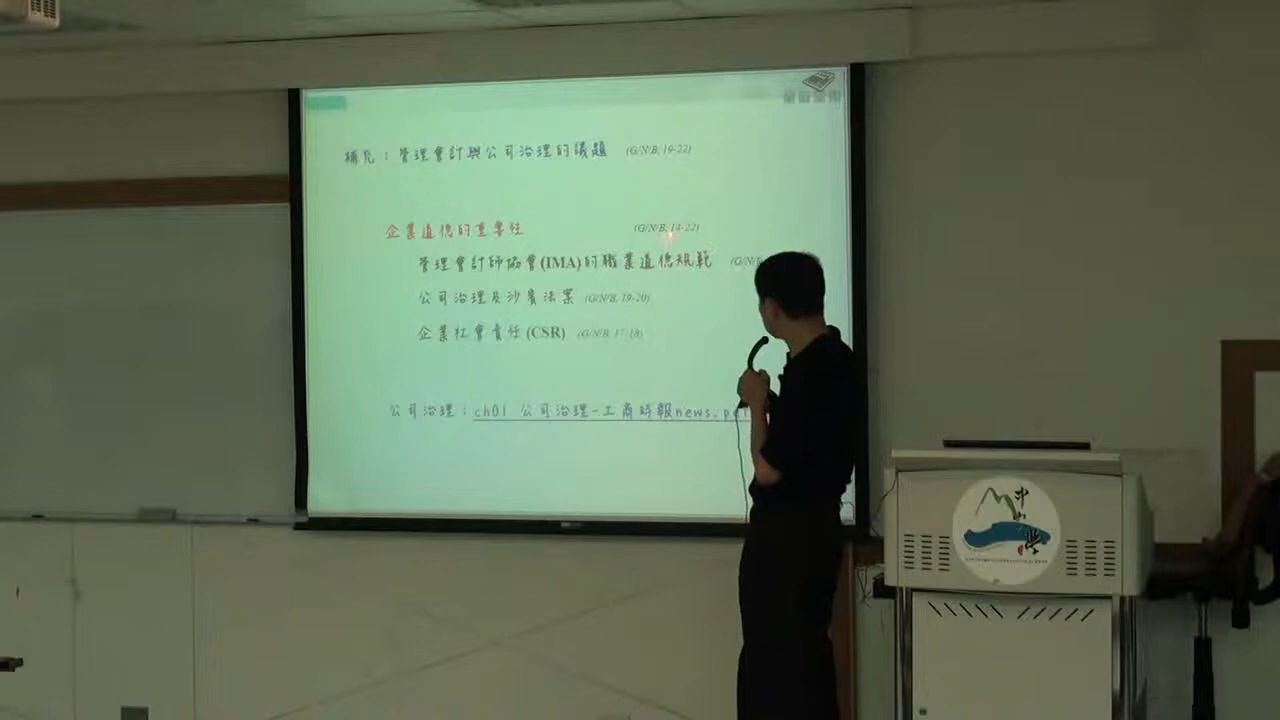 補充：管理會計與公司治理的議題 (G/N/B, 19-22)
企業道德的重要性 (G/N/B, 14-22)
管理會計師協會(IMA)的職業道德規範 (G/N/B
公司治理及沙賓法案 (G/N/B, 19-20)
企業社會責任(CSR) (G/N/B, 17-18)
公司治理：ch01 公司治理-工商時報news.pd
中山